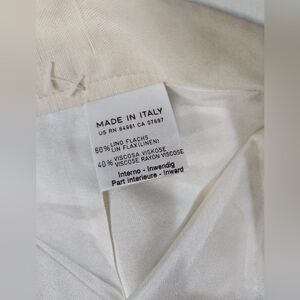 MADE IN ITALY
US RN 64981 CA 07697
60% LINO FLACHS
LIN FLAX(LINEN)
40% VISCOSA VISKOSE
VISCOSE RAYON VISCOSE
Interno - Inwendig
Part interieure - Inward